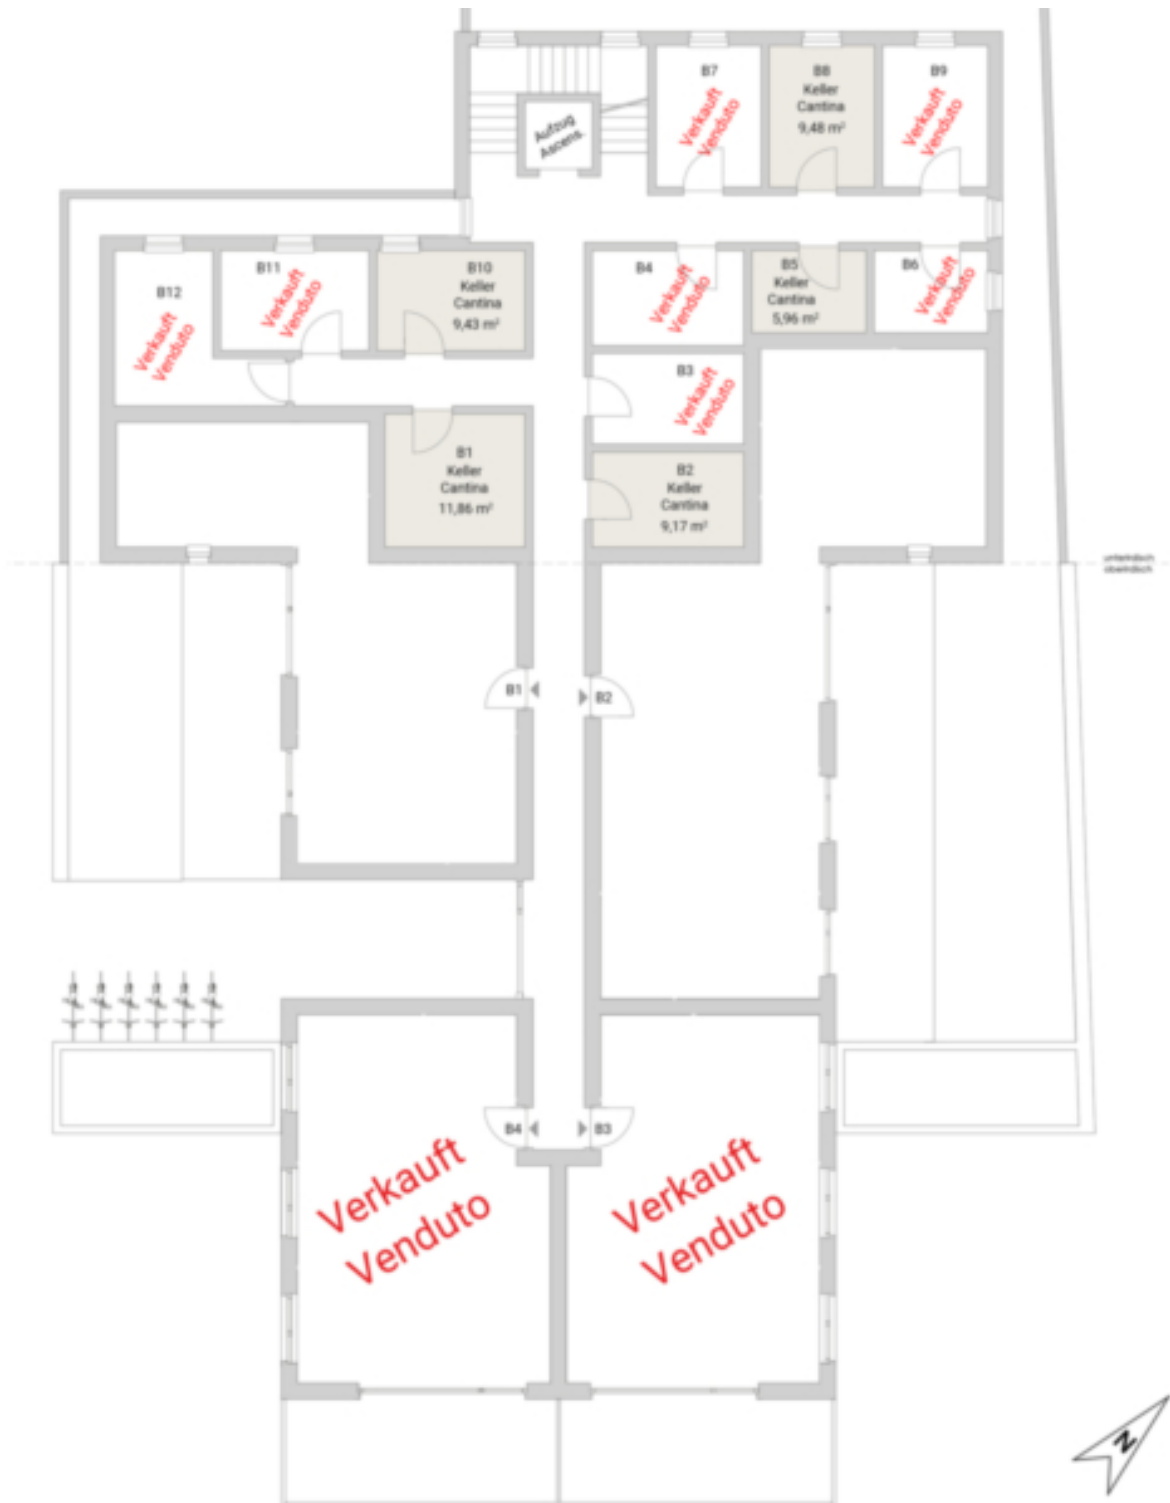 B7
Verkauft
Venduto
B8
Keller
Cantina
9,48 m²
B9
Verkauft
Venduto
Aufzug
Ascens.
B12
Verkauft
Venduto
B11
Verkauft
Venduto
B10
Keller
Cantina
9,43 m²
B4
Verkauft
Venduto
B5
Keller
Cantina
5,96 m²
B6
Verkauft
Venduto
B3
Verkauft
Venduto
B1
Keller
Cantina
11,86 m²
B2
Keller
Cantina
9,17 m²
unterirdisch
oberirdisch
B1
B2
B4
B3
Verkauft
Venduto
Verkauft
Venduto
N